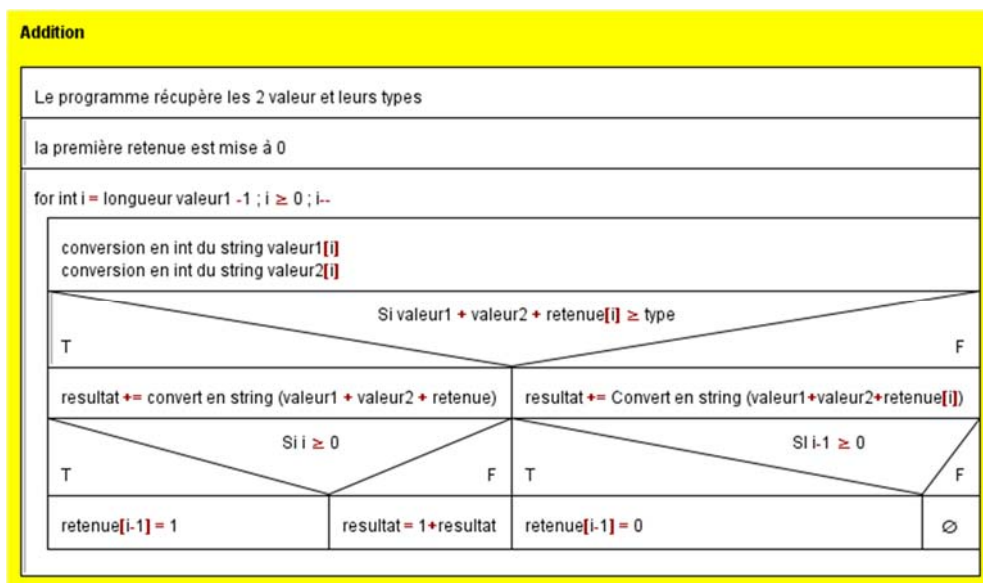 Addition
Le programme récupère les 2 valeur et leurs types
la première retenue est mise à 0
for int i = longueur valeur1 -1 ; i ≥ 0 ; i--
conversion en int du string valeur1[i]
conversion en int du string valeur2[i]
Si valeur1 + valeur2 + retenue[i] ≥ type
T
F
resultat += convert en string (valeur1 + valeur2 + retenue)
resultat += Convert en string (valeur1+valeur2+retenue[i])
Si i ≥ 0
T
F
SI i-1 ≥ 0
T
F
retenue[i-1] = 1
resultat = 1+resultat
retenue[i-1] = 0
∅